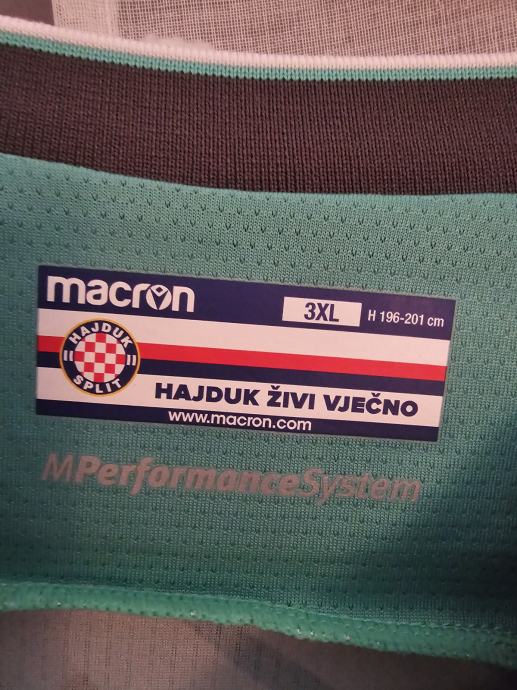 macron
3XL H 196-201 cm
HAJDUK
SPLIT
HAJDUK ŽIVI VJEČNO
www.macron.com
MPerformanceSystem